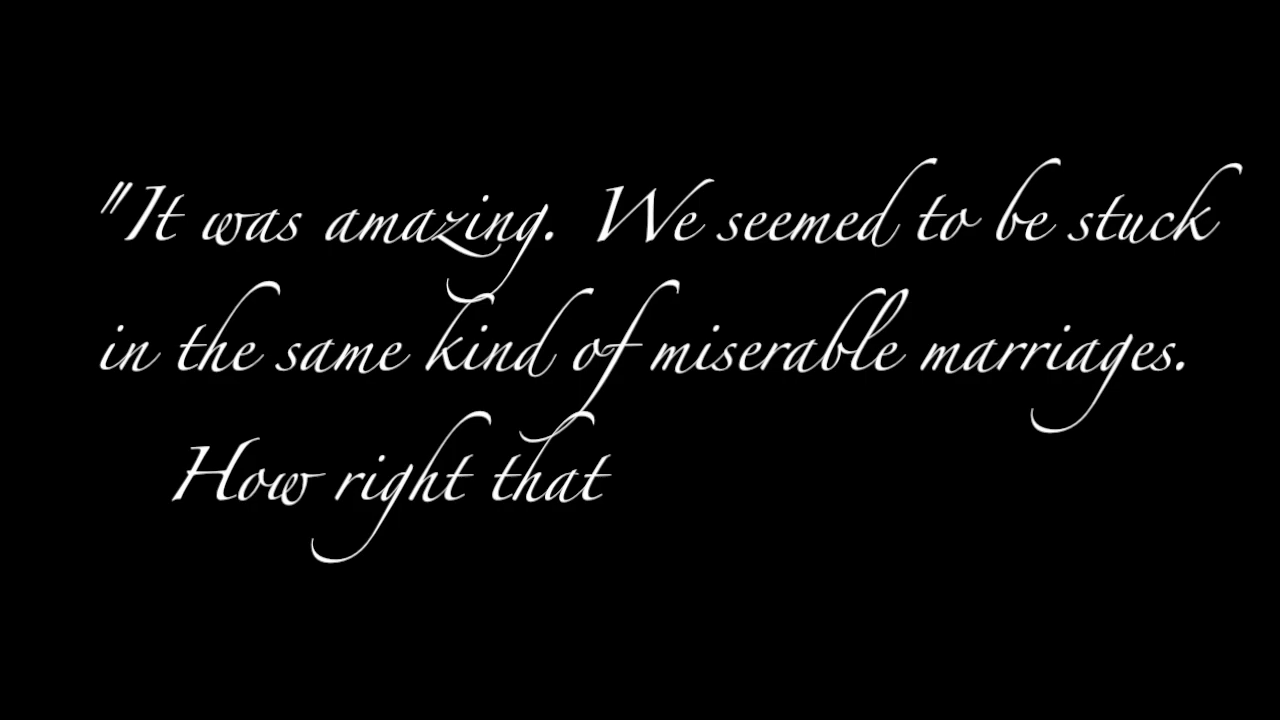 "It was amazing. We seemed to be stuck
in the same kind of miserable marriages.
How right that